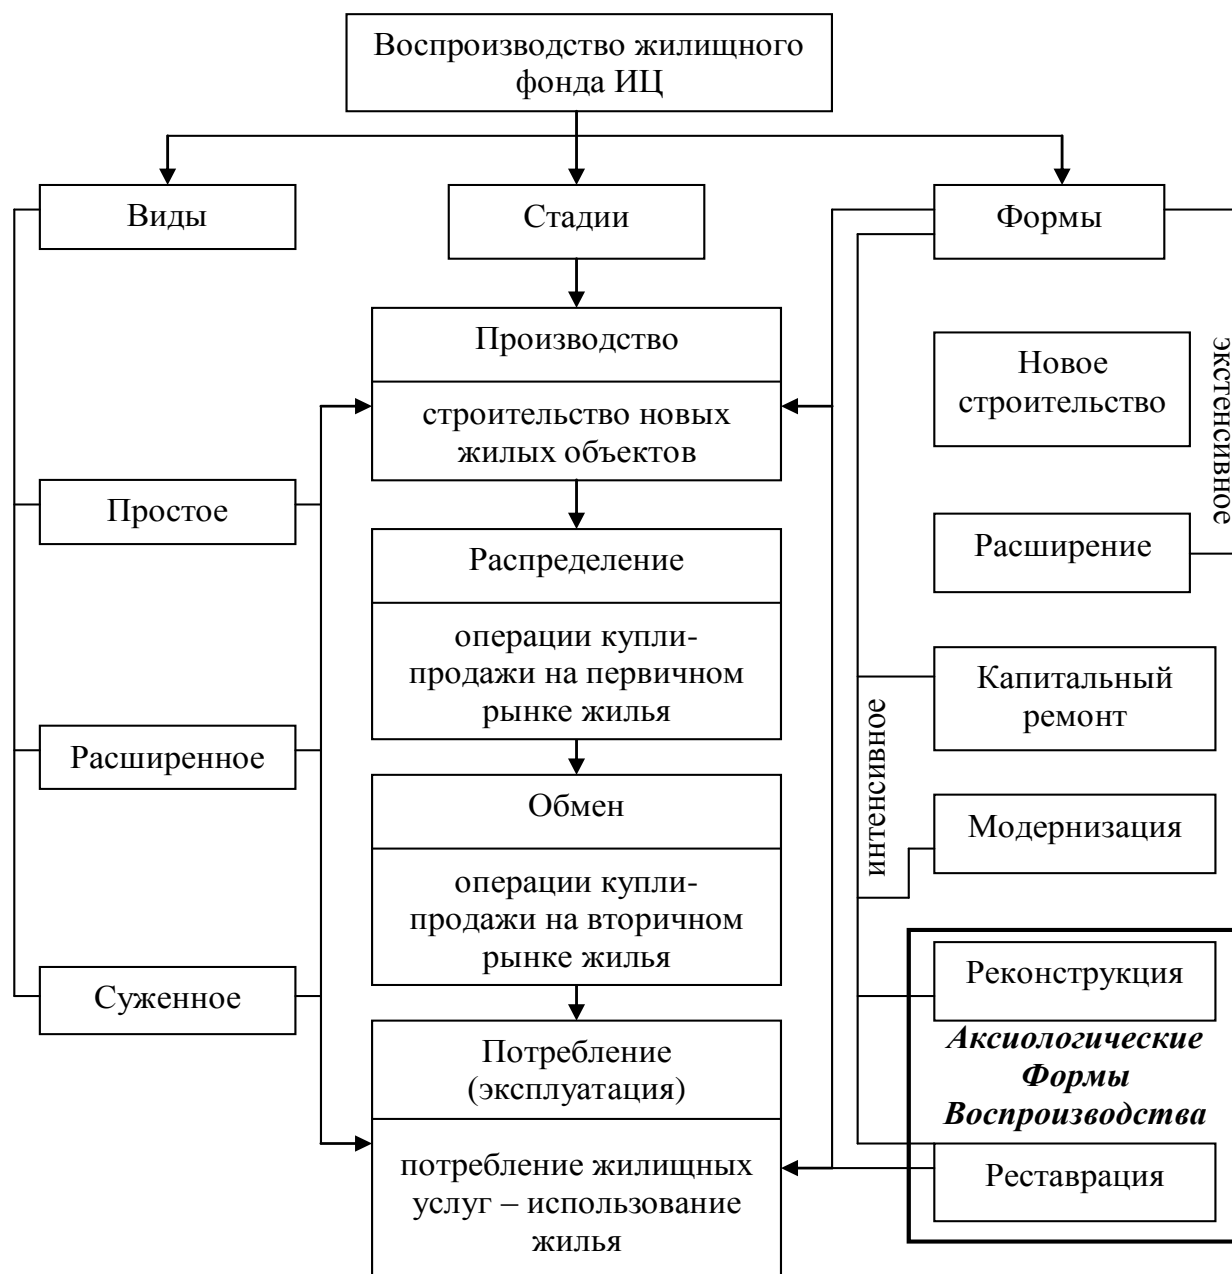 Воспроизводство жилищного
фонда ИЦ
Виды
Стадии
Формы
Производство
строительство новых
жилых объектов
Распределение
операции купли-
продажи на первичном
рынке жилья
Обмен
операции купли-
продажи на вторичном
рынке жилья
Потребление
(эксплуатация)
потребление жилищных
услуг – использование
жилья
Простое
Расширенное
Суженное
экстенсивное
Новое
строительство
Расширение
интенсивное
Капитальный
ремонт
Модернизация
Реконструкция
Аксиологические
Формы
Воспроизводства
Реставрация